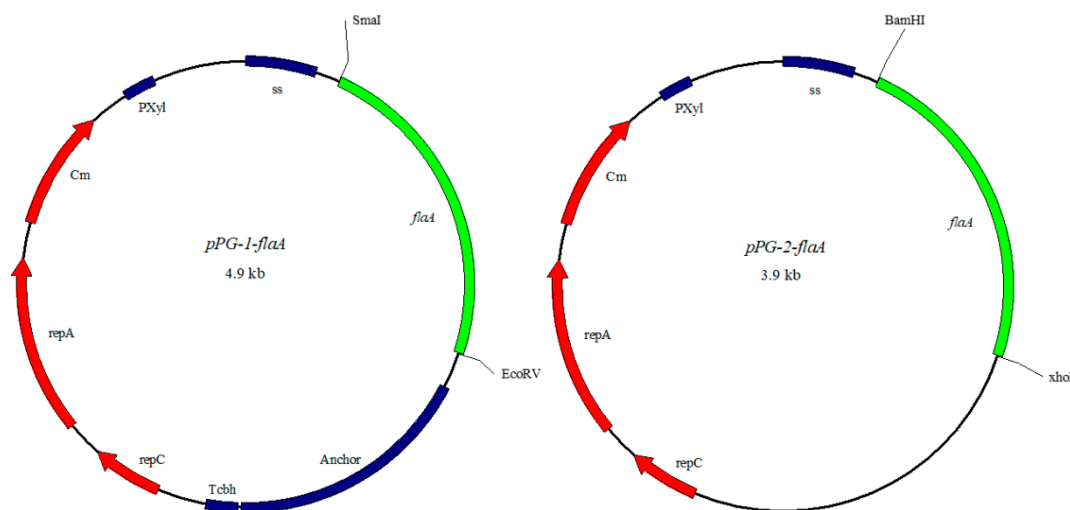 SmaI
ss
PXyl
Cm
flaA
pPG-1-flaA
4.9 kb
repA
EcoRV
repC
Anchor
Tcbh
BamHI
ss
PXyl
Cm
flaA
pPG-2-flaA
3.9 kb
repA
xhoI
repC